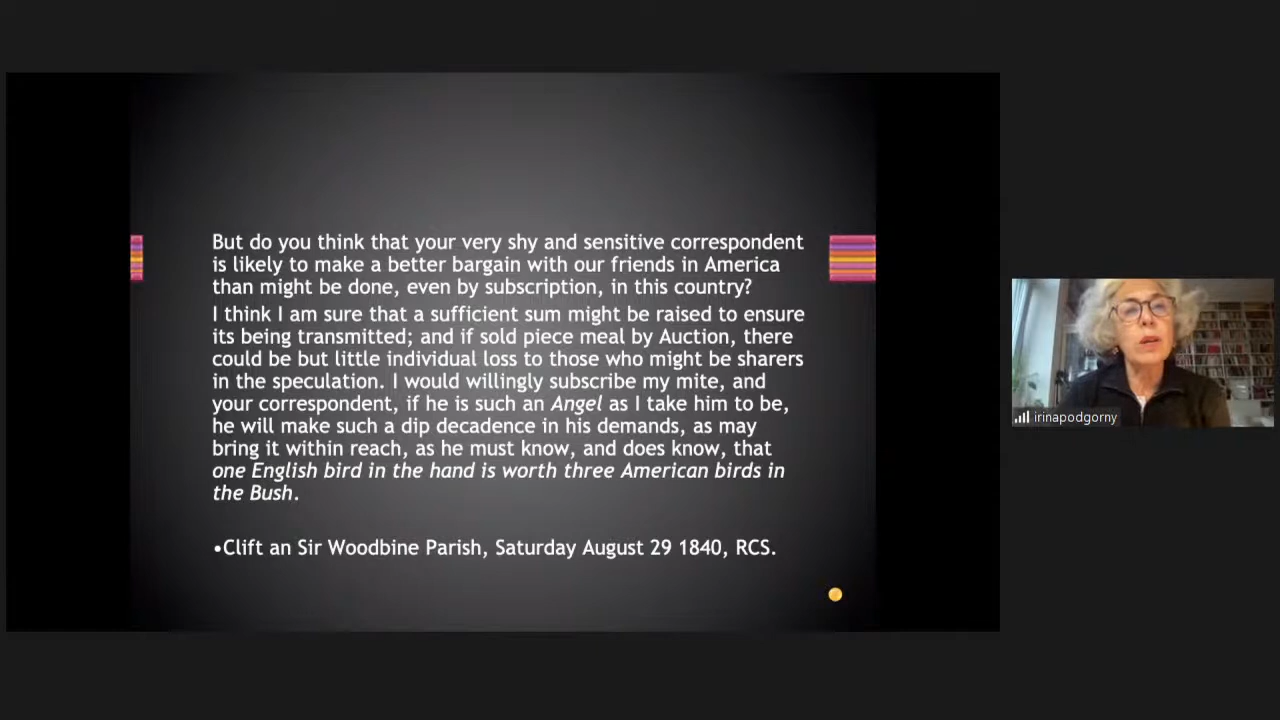 But do you think that your very shy and sensitive correspondent
is likely to make a better bargain with our friends in America
than might be done, even by subscription, in this country?
I think I am sure that a sufficient sum might be raised to ensure
its being transmitted; and if sold piece meal by Auction, there
could be but little individual loss to those who might be sharers
in the speculation. I would willingly subscribe my mite, and
your correspondent, if he is such an Angel as I take him to be,
he will make such a dip decadence in his demands, as may
bring it within reach, as he must know, and does know, that
one English bird in the hand is worth three American birds in
the Bush.
•Clift an Sir Woodbine Parish, Saturday August 29 1840, RCS.
irinapodgorny